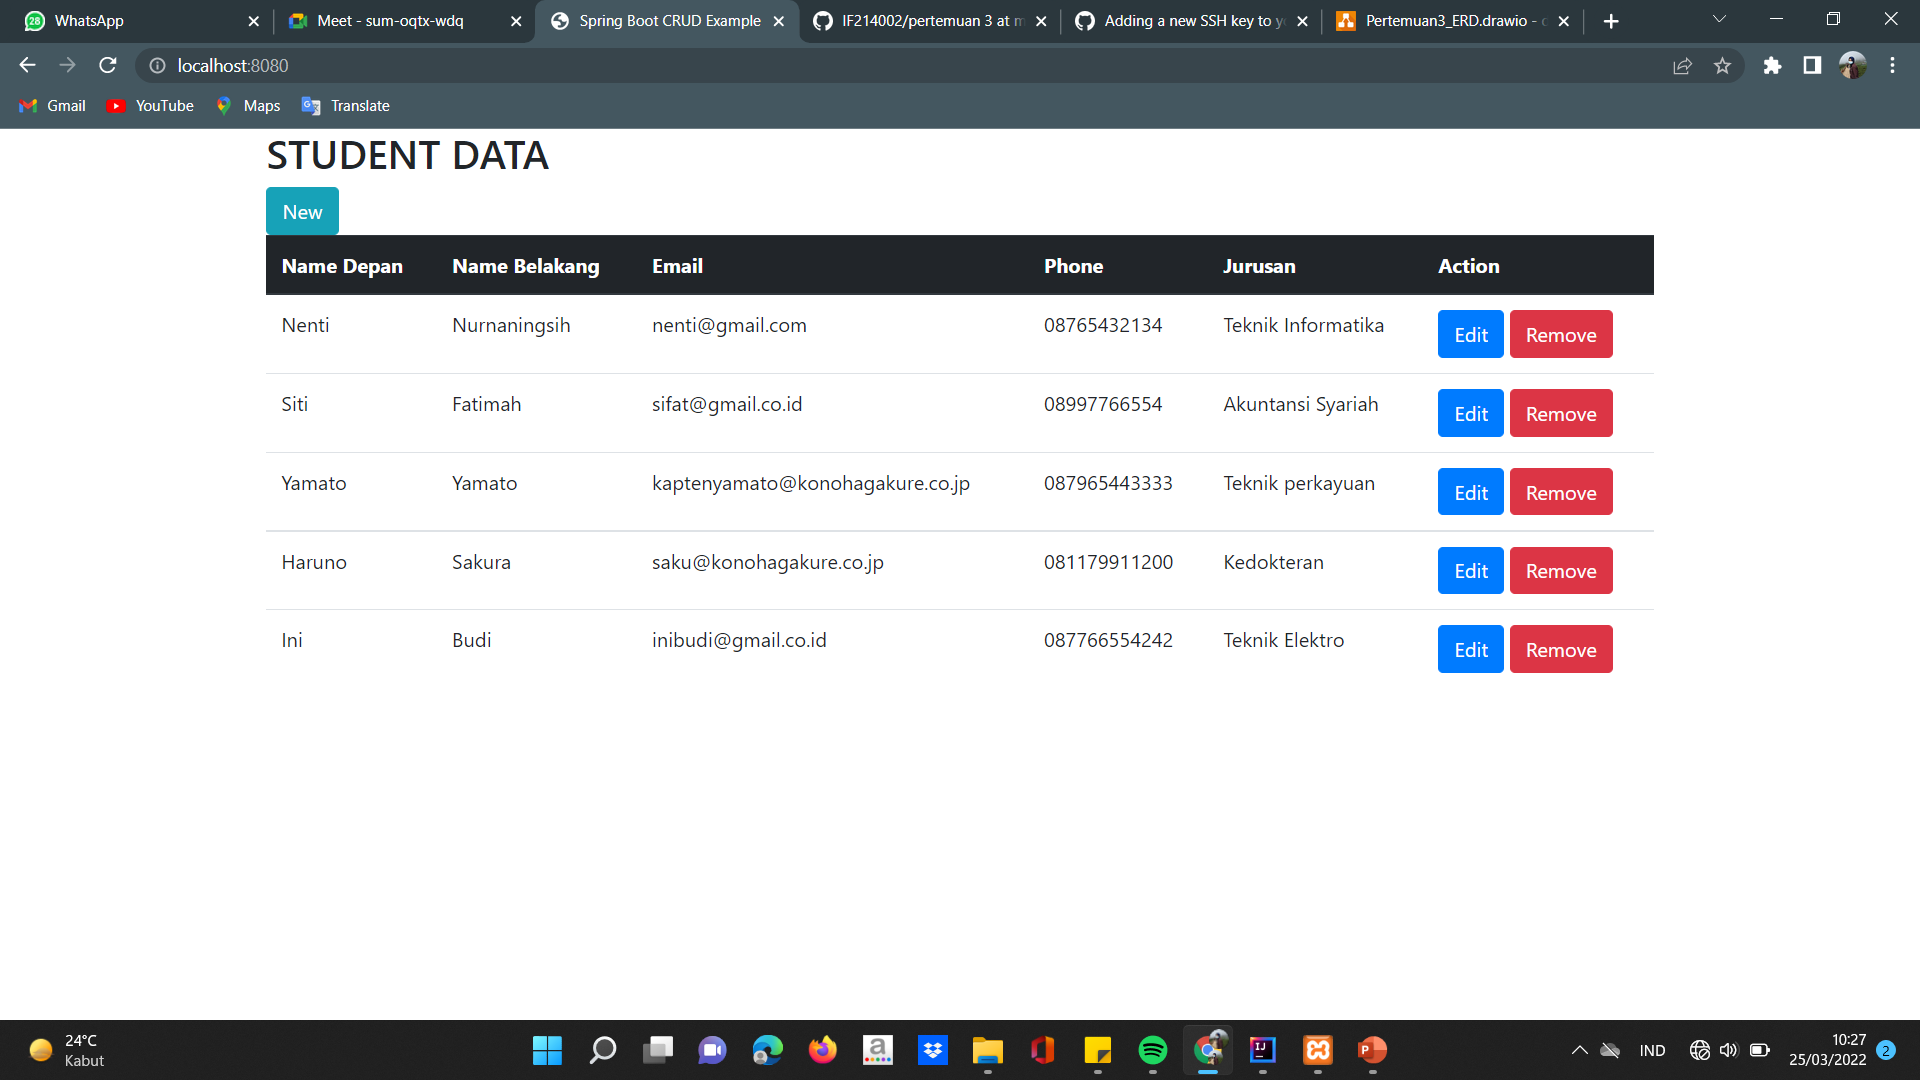 28 WhatsApp
Meet - sum-oqtx-wdq
Spring Boot CRUD Example
IF214002/pertemuan 3 at m
Adding a new SSH key to y
Pertemuan3_ERD.drawio -
localhost:8080
Gmail
YouTube
Maps
Translate
STUDENT DATA
New
Name Depan Name Belakang Email Phone Jurusan Action
Nenti Nurnaningsih nenti@gmail.com 08765432134 Teknik Informatika Edit Remove
Siti Fatimah sifat@gmail.co.id 08997766554 Akuntansi Syariah Edit Remove
Yamato Yamato kaptenyamato@konohagakure.co.jp 087965443333 Teknik perkayuan Edit Remove
Haruno Sakura saku@konohagakure.co.jp 081179911200 Kedokteran Edit Remove
Ini Budi inibudi@gmail.co.id 087766554242 Teknik Elektro Edit Remove
24°C
Kabut
IND
10:27
25/03/2022
2